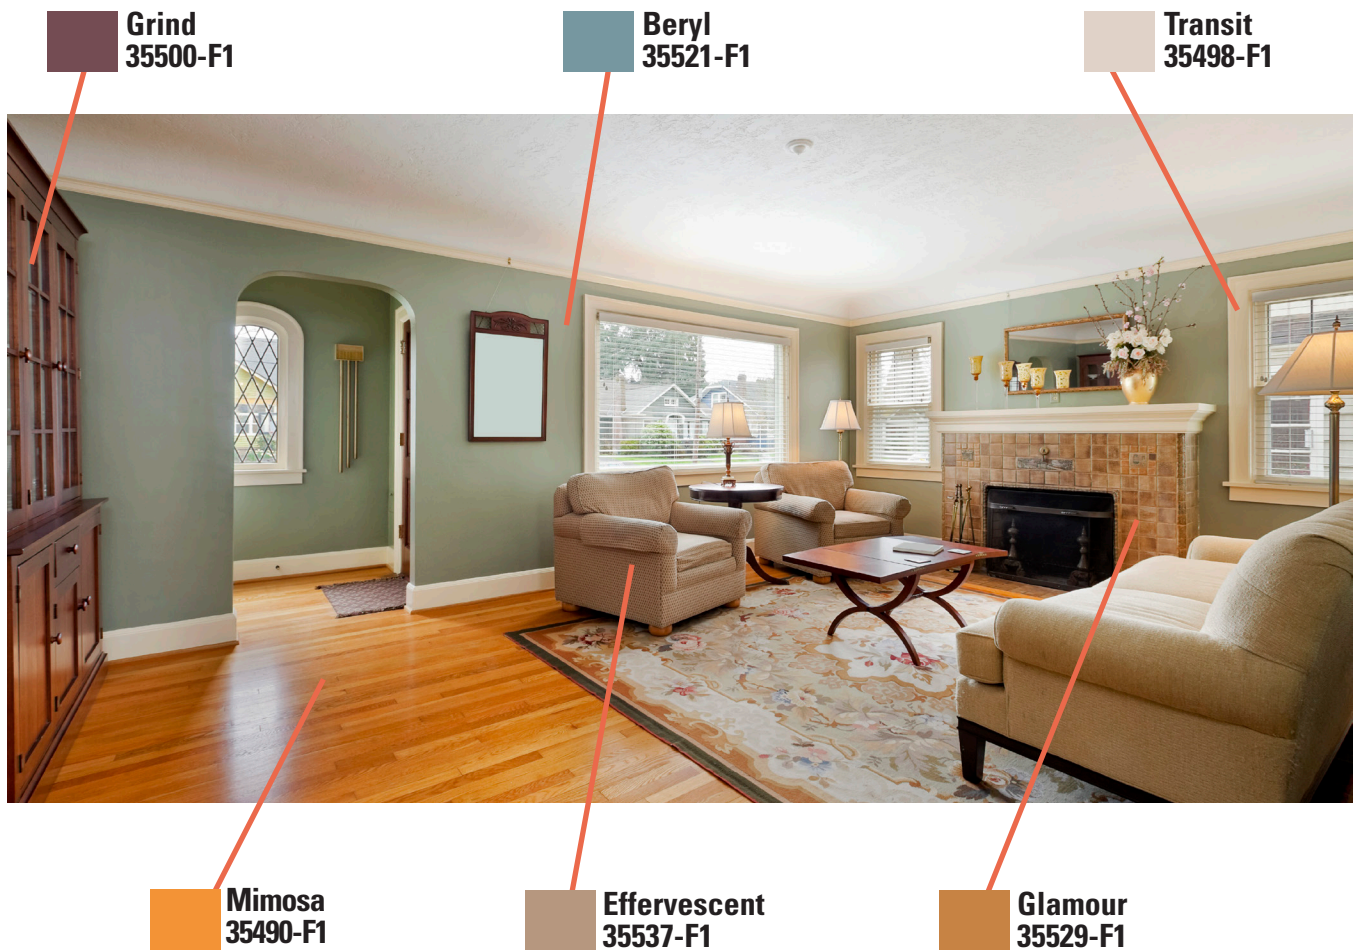 Grind
35500-F1
Beryl
35521-F1
Transit
35498-F1
Mimosa
35490-F1
Effervescent
35537-F1
Glamour
35529-F1